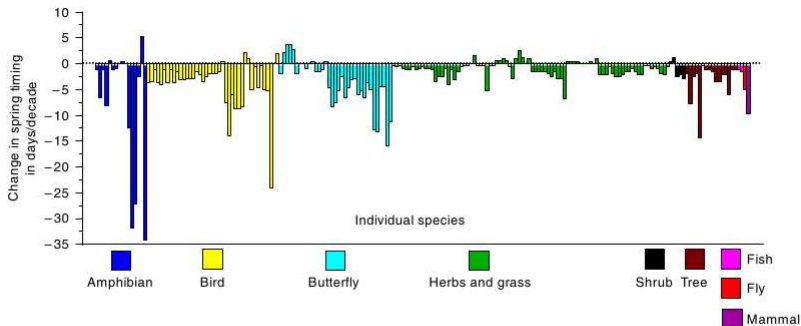 Change in spring timing
in days/decade
10
5
0
−5
−10
−15
−20
−25
−30
−35
Individual species
Amphibian
Bird
Butterfly
Herbs and grass
Shrub
Tree
Fish
Fly
Mammal